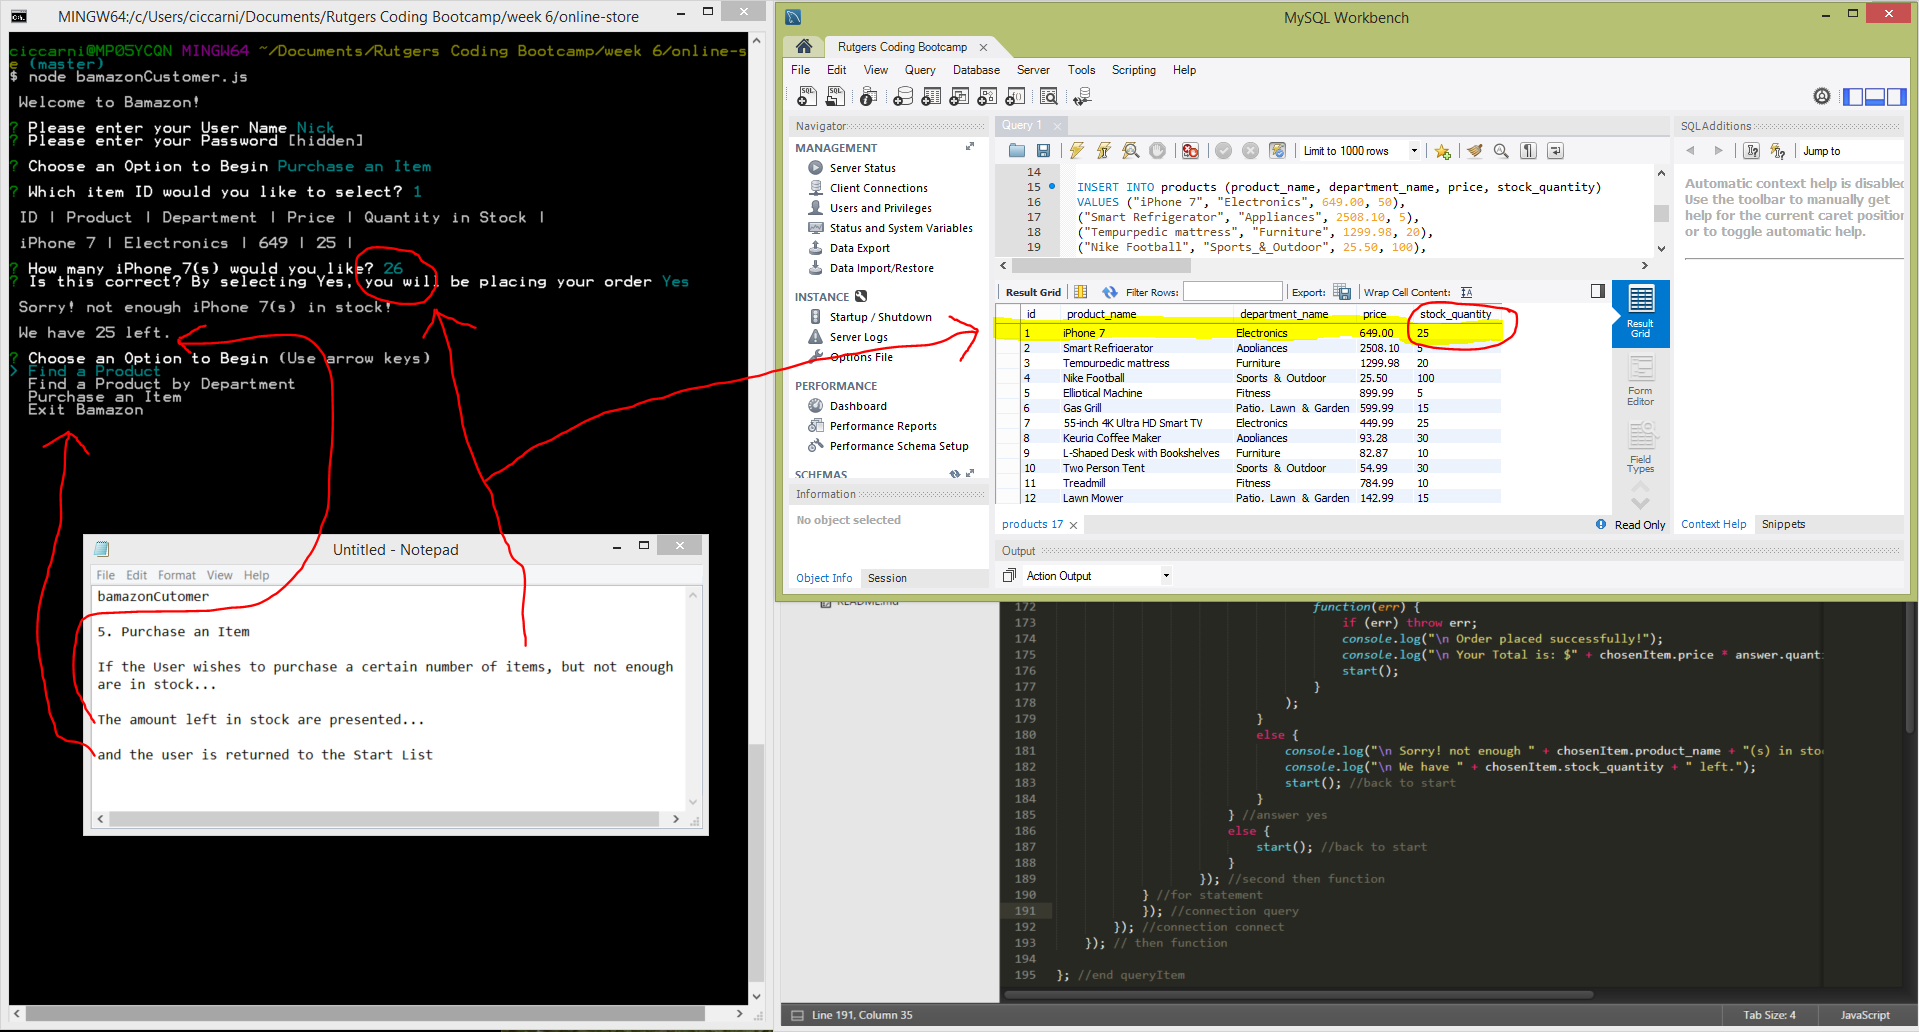 MINGW64:/c/Users/ciccarni/Documents/Rutgers Coding Bootcamp/week 6/online-store
ciccarni@MP05YCQN MINGW64 ~/Documents/Rutgers Coding Bootcamp/week 6/online-s
e (master)
$ node bamazonCustomer.js
Welcome to Bamazon!
? Please enter your User Name Nick
? Please enter your Password [hidden]
? Choose an Option to Begin Purchase an Item
? Which item ID would you like to select? 1
ID | Product | Department | Price | Quantity in Stock |
iPhone 7 | Electronics | 649 | 25 |
? How many iPhone 7(s) would you like? 26
? Is this correct? By selecting Yes, you will be placing your order Yes
Sorry! not enough iPhone 7(s) in stock!
We have 25 left.
? Choose an Option to Begin (Use arrow keys)
> Find a Product
Find a Product by Department
Purchase an Item
Exit Bamazon
Untitled - Notepad
File Edit Format View Help
bamazonCutomer
5. Purchase an Item
If the User wishes to purchase a certain number of items, but not enough
are in stock...
The amount left in stock are presented...
and the user is returned to the Start List
MySQL Workbench
Rutgers Coding Bootcamp
File Edit View Query Database Server Tools Scripting Help
Navigator
MANAGEMENT
Server Status
Client Connections
Users and Privileges
Status and System Variables
Data Export
Data Import/Restore
INSTANCE
Startup / Shutdown
Server Logs
Options File
PERFORMANCE
Dashboard
Performance Reports
Performance Schema Setup
SCHEMAS
Information
No object selected
Object Info Session
Query 1
Limit to 1000 rows
14
15 INSERT INTO products (product_name, department_name, price, stock_quantity)
16 VALUES ("iPhone 7", "Electronics", 649.00, 50),
17 ("Smart Refrigerator", "Appliances", 2508.10, 5),
18 ("Tempurpedic mattress", "Furniture", 1299.98, 20),
19 ("Nike Football", "Sports_&_Outdoor", 25.50, 100),
Result Grid Filter Rows: Export: Wrap Cell Content:
id product_name department_name price stock_quantity
1 iPhone 7 Electronics 649.00 25
2 Smart Refrigerator Appliances 2508.10 5
3 Tempurpedic mattress Furniture 1299.98 20
4 Nike Football Sports_&_Outdoor 25.50 100
5 Elliptical Machine Fitness 899.99 5
6 Gas Grill Patio,_Lawn_&_Garden 599.99 15
7 55-inch 4K Ultra HD Smart TV Electronics 449.99 25
8 Keurig Coffee Maker Appliances 93.28 30
9 L-Shaped Desk with Bookshelves Furniture 82.87 10
10 Two Person Tent Sports_&_Outdoor 54.99 30
11 Treadmill Fitness 784.99 10
12 Lawn Mower Patio,_Lawn_&_Garden 142.99 15
Result
Grid
Form
Editor
Field
Types
products 17
Read Only
Output
Action Output
SQLAdditions
Jump to
Automatic context help is disabled
Use the toolbar to manually get
help for the current caret position
or to toggle automatic help.
Context Help Snippets
README.md
172 function(err) {
173 if (err) throw err;
174 console.log("\n Order placed successfully!");
175 console.log("\n Your Total is: $" + chosenItem.price * answer.quanti
176 start();
177 }
178 );
179 }
180 else {
181 console.log("\n Sorry! not enough " + chosenItem.product_name + "(s) in sto
182 console.log("\n We have " + chosenItem.stock_quantity + " left.");
183 start(); //back to start
184 }
185 } //answer yes
186 else {
187 start(); //back to start
188 }
189 }); //second then function
190 } //for statement
191 }); //connection query
192 }); //connection connect
193 }); // then function
194
195 }; //end queryItem
Line 191, Column 35
Tab Size: 4
JavaScript